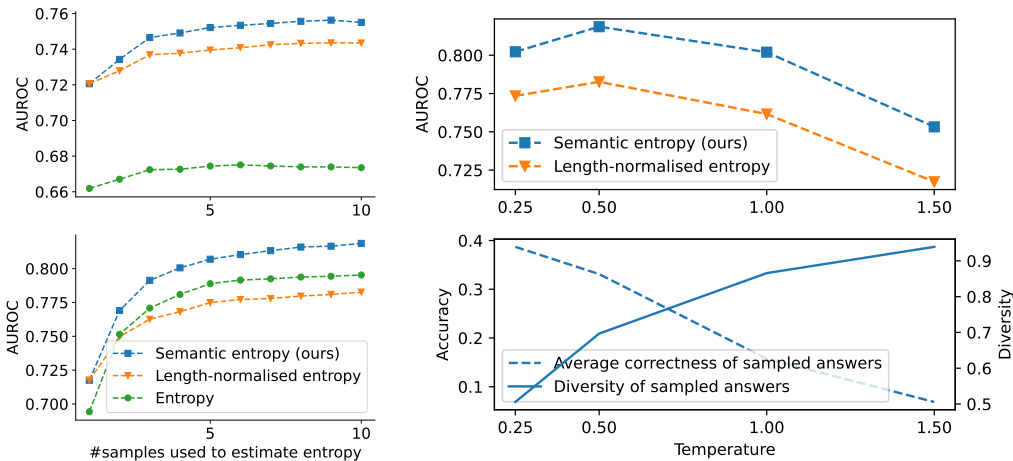 0.76
0.74
0.72
0.70
0.68
0.66
AUROC
5
10
0.800
0.775
0.750
0.725
0.700
AUROC
Semantic entropy (ours)
Length-normalised entropy
Entropy
5
10
#samples used to estimate entropy
0.800
0.775
0.750
0.725
AUROC
Semantic entropy (ours)
Length-normalised entropy
0.25
0.50
1.00
1.50
0.4
0.3
0.2
0.1
Accuracy
Average correctness of sampled answers
Diversity of sampled answers
0.9
0.8
0.7
0.6
0.5
Diversity
0.25
0.50
1.00
1.50
Temperature